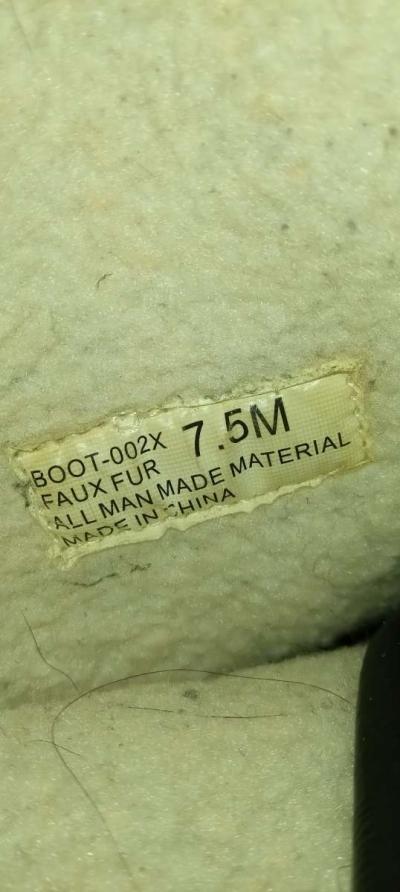 BOOT-002X 7.5M
FAUX FUR
ALL MAN MADE MATERIAL
MADE IN CHINA